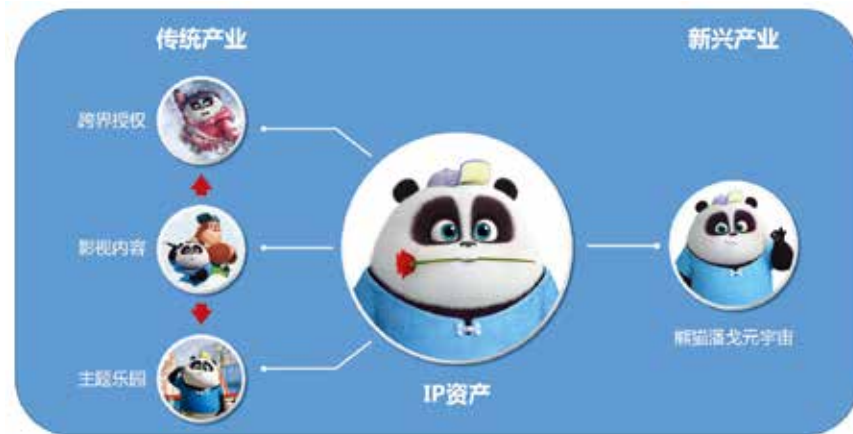 传统产业
新兴产业
跨界授权
影视内容
主题乐园
IP资产
熊猫潘戈元宇宙